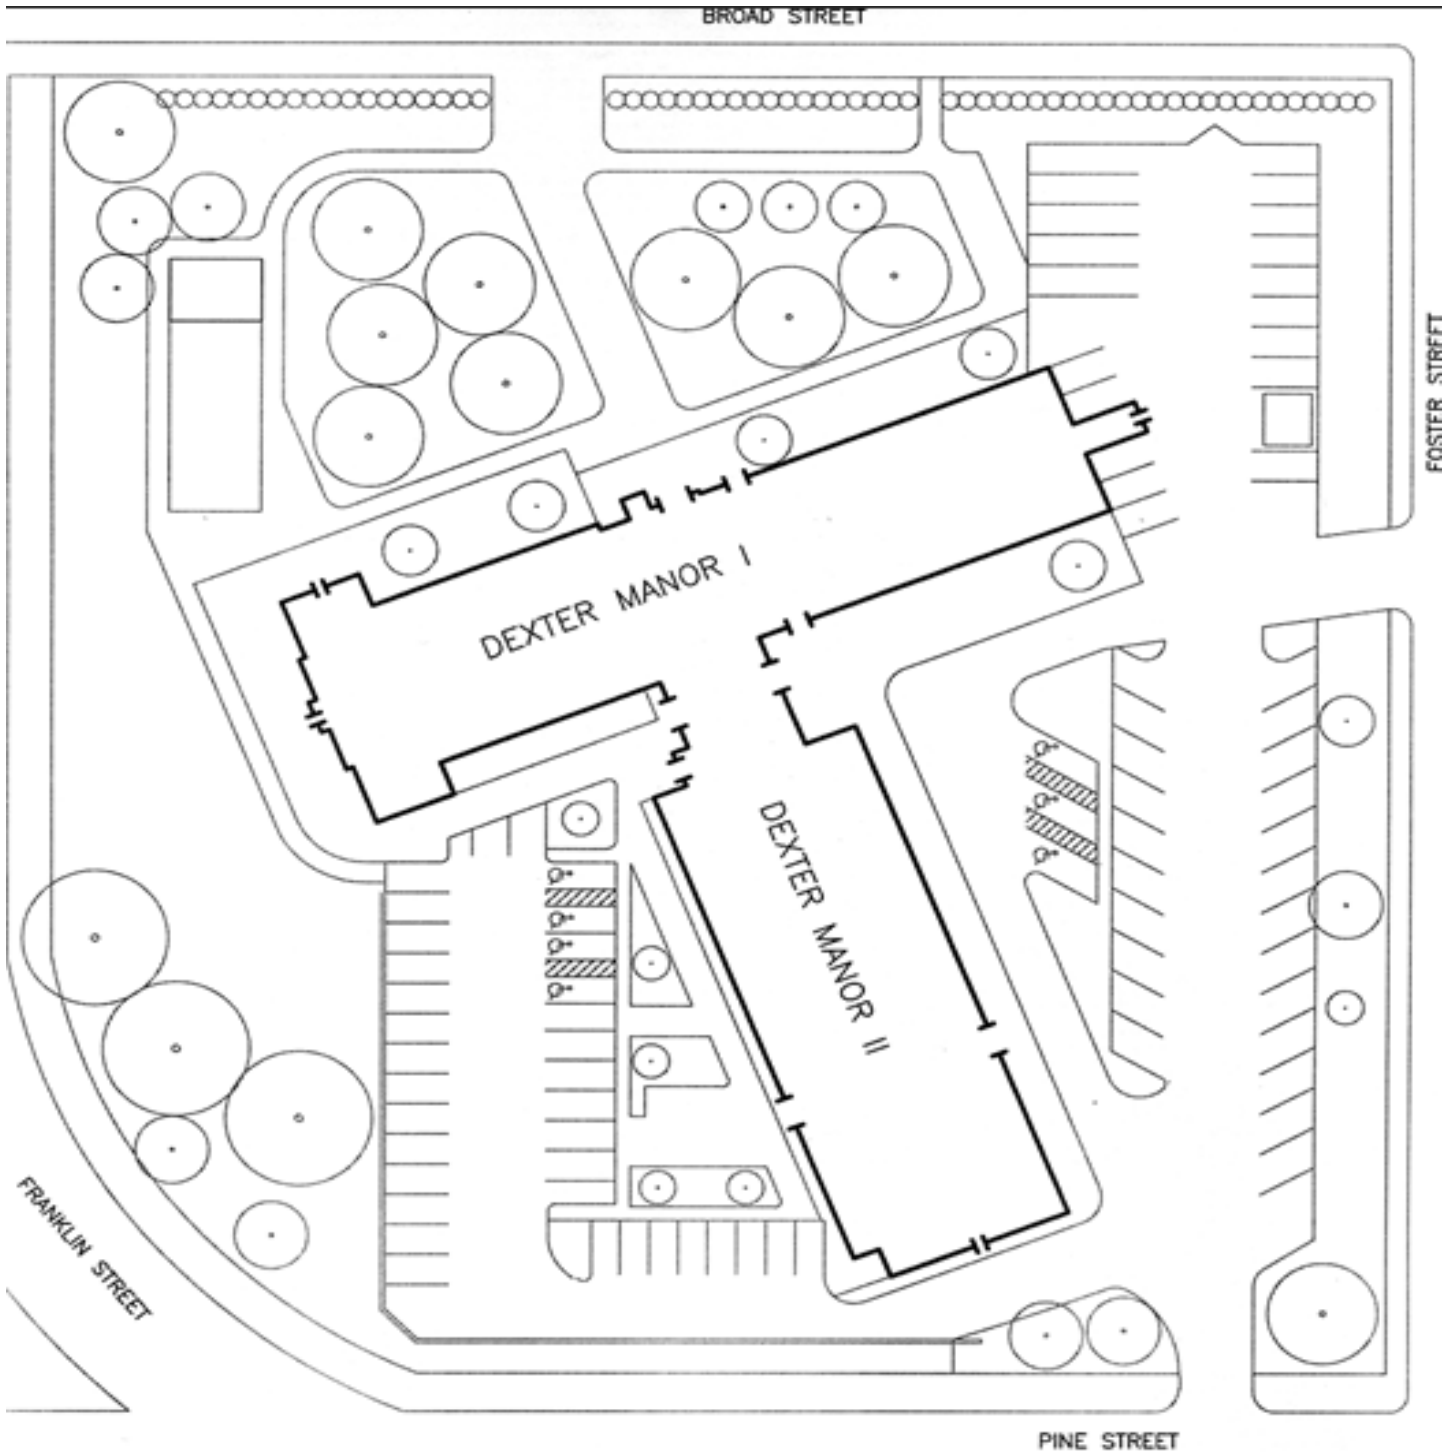 BROAD STREET
FOSTER STREET
DEXTER MANOR I
DEXTER MANOR II
FRANKLIN STREET
PINE STREET